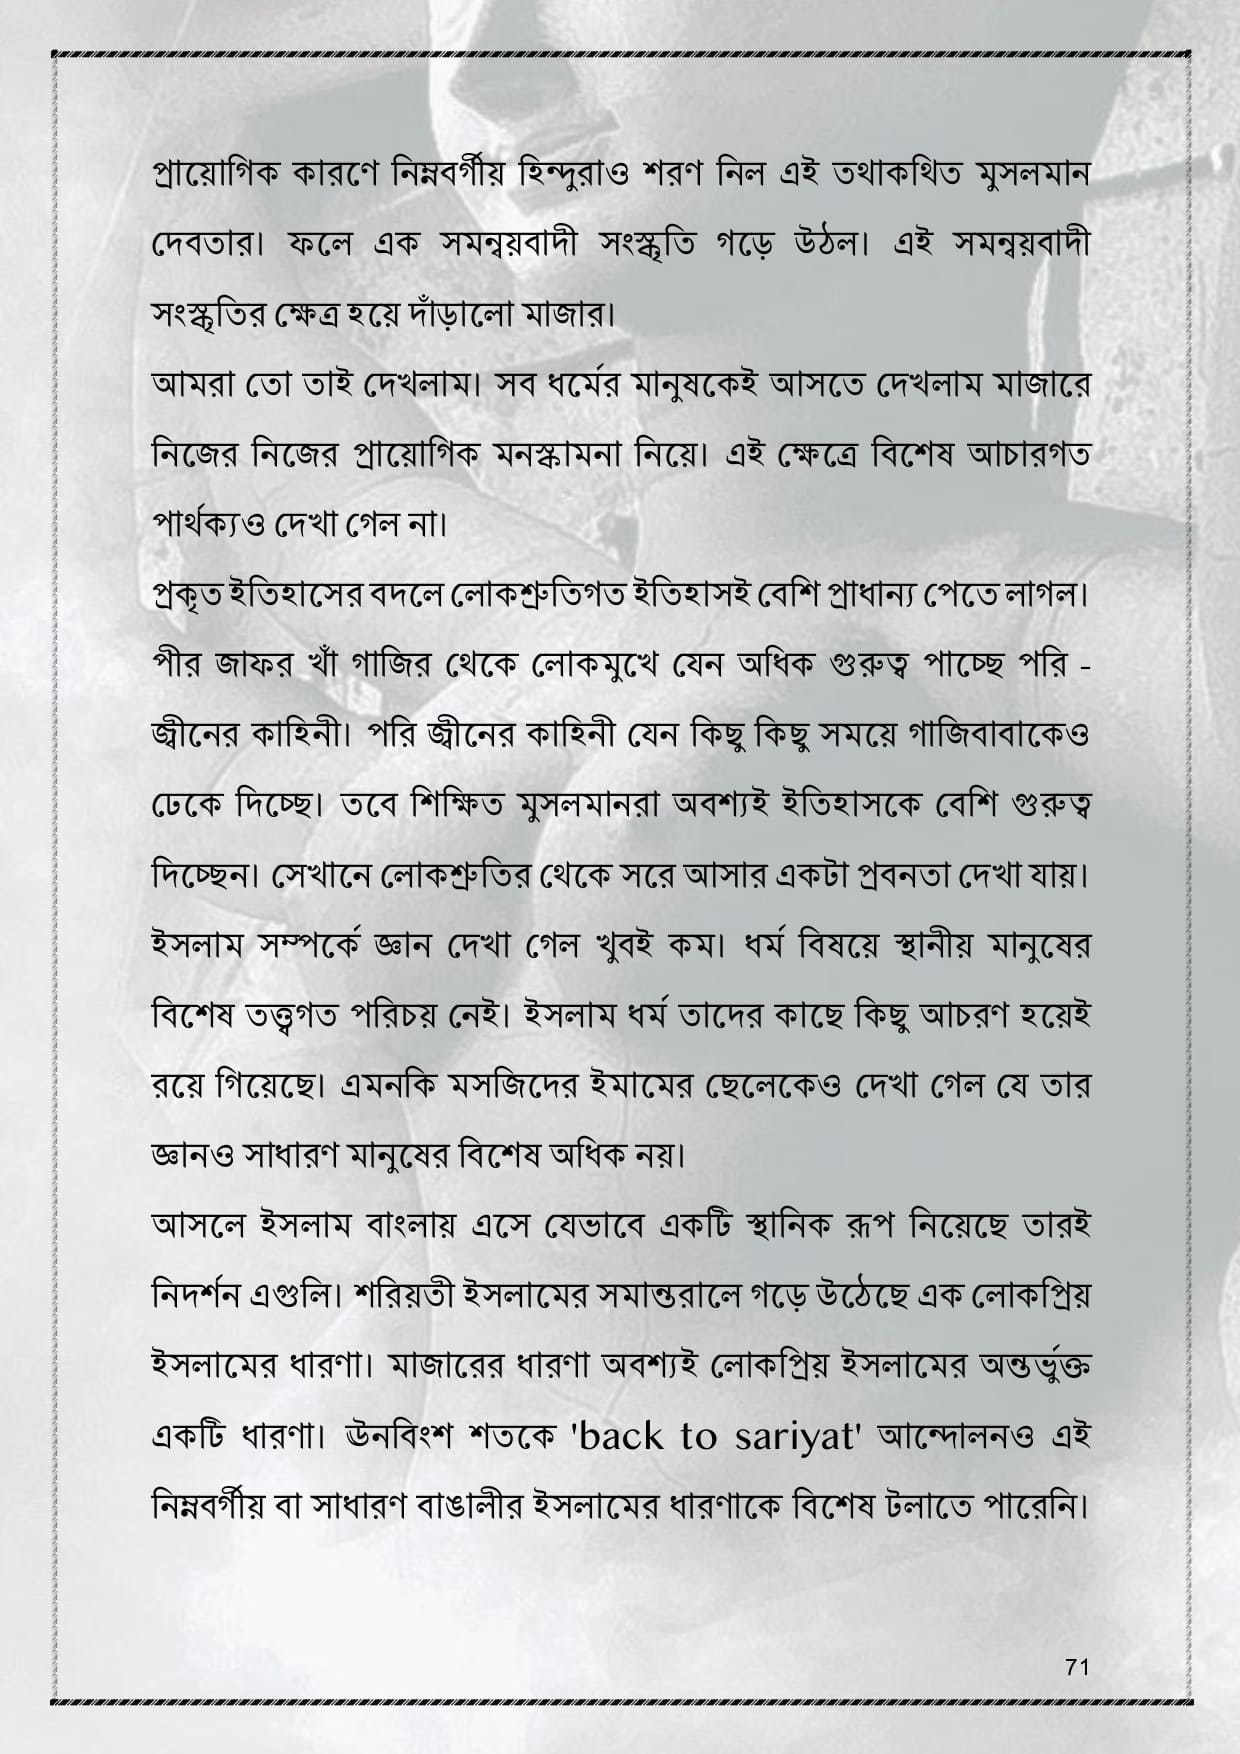 প্রায়োগিক কারণে নিম্নবর্গীয় হিন্দুরাও শরণ নিল এই তথাকথিত মুসলমান
দেবতার। ফলে এক সমন্বয়বাদী সংস্কৃতি গড়ে উঠল। এই সমন্বয়বাদী
সংস্কৃতির ক্ষেত্র হয়ে দাঁড়ালো মাজার।
আমরা তো তাই দেখলাম। সব ধর্মের মানুষকেই আসতে দেখলাম মাজারে
নিজের নিজের প্রায়োগিক মনস্কামনা নিয়ে। এই ক্ষেত্রে বিশেষ আচারগত
পার্থক্যও দেখা গেল না।
প্রকৃত ইতিহাসের বদলে লোকশ্রুতিগত ইতিহাসই বেশি প্রাধান্য পেতে লাগল।
পীর জাফর খাঁ গাজির থেকে লোকমুখে যেন অধিক গুরুত্ব পাচ্ছে পরি -
জ্বীনের কাহিনী। পরি জ্বীনের কাহিনী যেন কিছু কিছু সময়ে গাজিবাবাকেও
ঢেকে দিচ্ছে। তবে শিক্ষিত মুসলমানরা অবশ্যই ইতিহাসকে বেশি গুরুত্ব
দিচ্ছেন। সেখানে লোকশ্রুতির থেকে সরে আসার একটা প্রবনতা দেখা যায়।
ইসলাম সম্পর্কে জ্ঞান দেখা গেল খুবই কম। ধর্ম বিষয়ে স্থানীয় মানুষের
বিশেষ তত্ত্বগত পরিচয় নেই। ইসলাম ধর্ম তাদের কাছে কিছু আচরণ হয়েই
রয়ে গিয়েছে। এমনকি মসজিদের ইমামের ছেলেকেও দেখা গেল যে তার
জ্ঞানও সাধারণ মানুষের বিশেষ অধিক নয়।
আসলে ইসলাম বাংলায় এসে যেভাবে একটি স্থানিক রূপ নিয়েছে তারই
নিদর্শন এগুলি। শরিয়তী ইসলামের সমান্তরালে গড়ে উঠেছে এক লোকপ্রিয়
ইসলামের ধারণা। মাজারের ধারণা অবশ্যই লোকপ্রিয় ইসলামের অন্তর্ভুক্ত
একটি ধারণা। ঊনবিংশ শতকে 'back to sariyat' আন্দোলনও এই
নিম্নবর্গীয় বা সাধারণ বাঙালীর ইসলামের ধারণাকে বিশেষ টলাতে পারেনি।
71